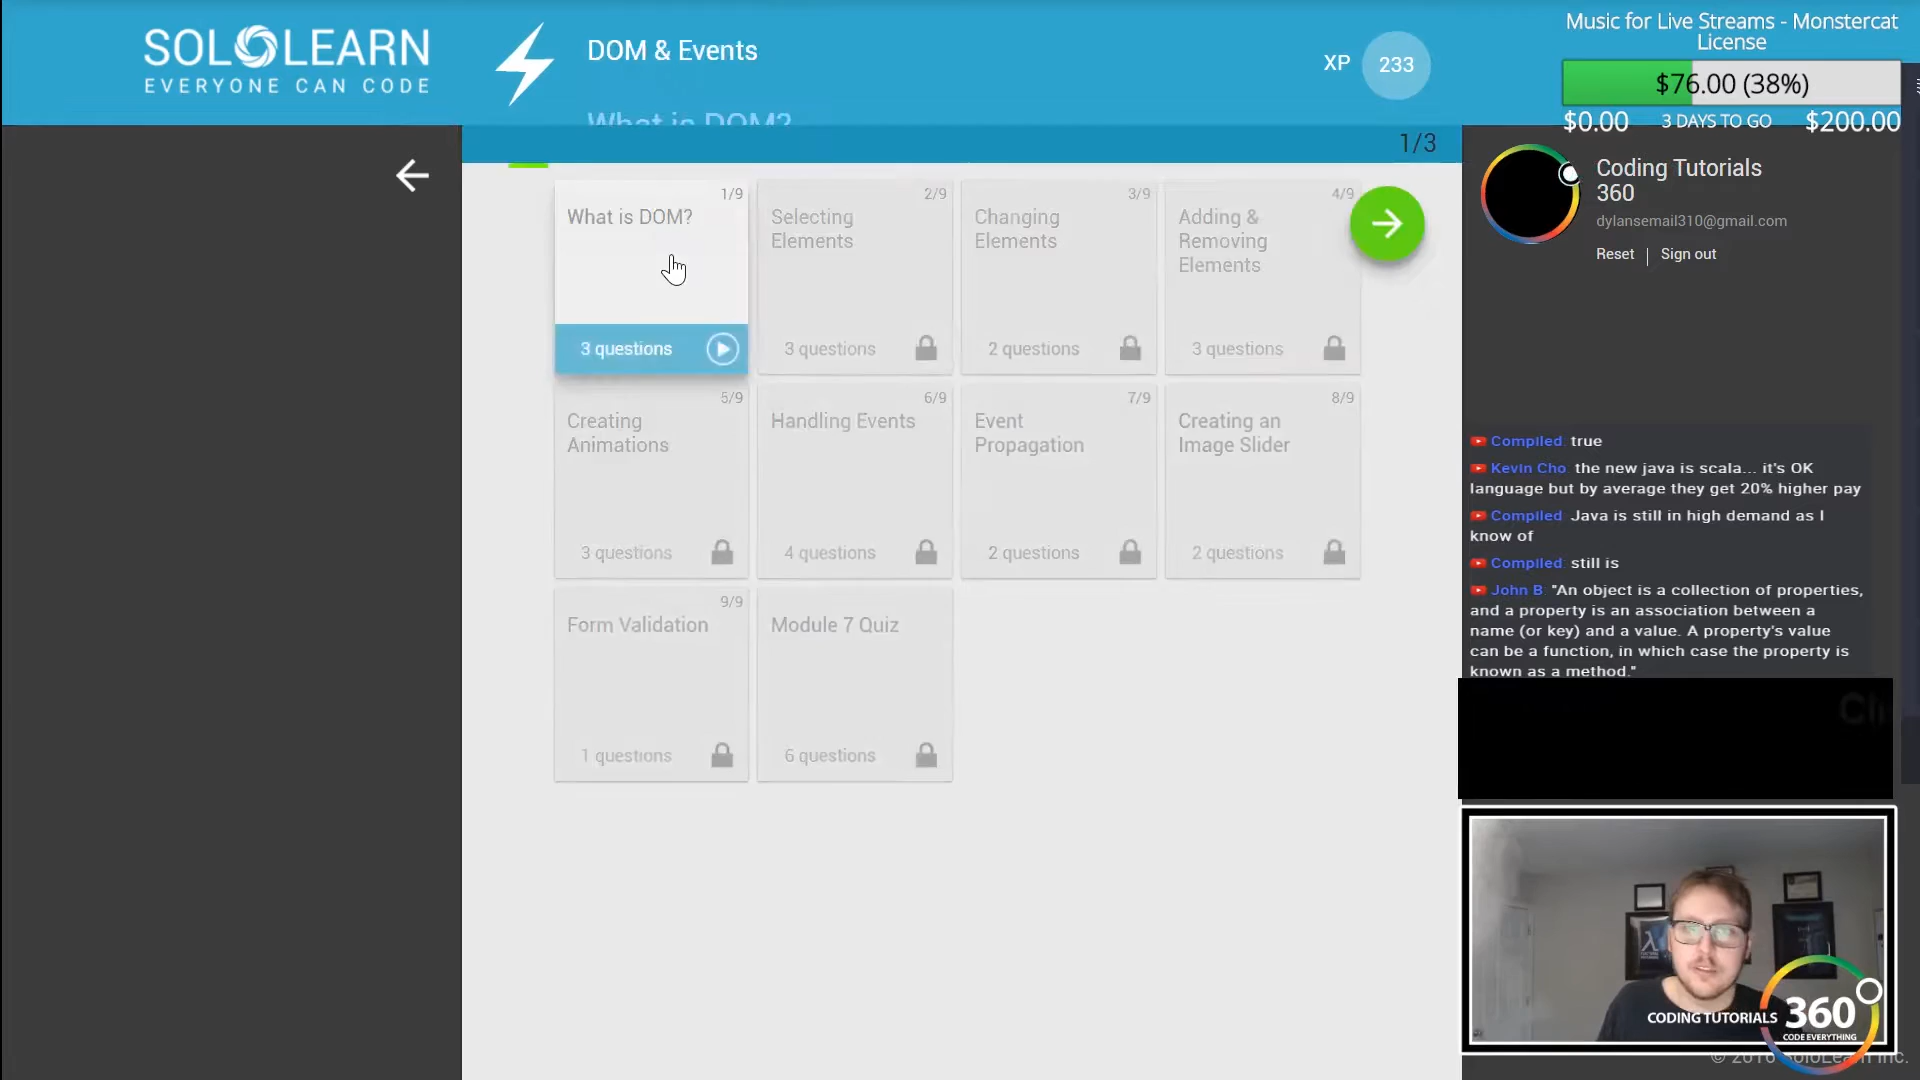 SOLOLEARN
EVERYONE CAN CODE
DOM & Events
What is DOM?
XP
233
1/3
Music for Live Streams - Monstercat
License
$76.00 (38%)
$0.00
3 DAYS TO GO
$200.00
Coding Tutorials
360
dylansemail310@gmail.com
Reset
Sign out
1/9
What is DOM?
3 questions
2/9
Selecting
Elements
3 questions
3/9
Changing
Elements
2 questions
4/9
Adding &
Removing
Elements
3 questions
5/9
Creating
Animations
3 questions
6/9
Handling Events
4 questions
7/9
Event
Propagation
2 questions
8/9
Creating an
Image Slider
2 questions
9/9
Form Validation
1 questions
Module 7 Quiz
6 questions
Compiled: true
Kevin Cho: the new java is scala... it's OK
language but by average they get 20% higher pay
Compiled: Java is still in high demand as I
know of
Compiled: still is
John B: "An object is a collection of properties,
and a property is an association between a
name (or key) and a value. A property's value
can be a function, in which case the property is
known as a method."
CODING TUTORIALS
360
CODE EVERYTHING
© 2016 SoloLearn Inc.